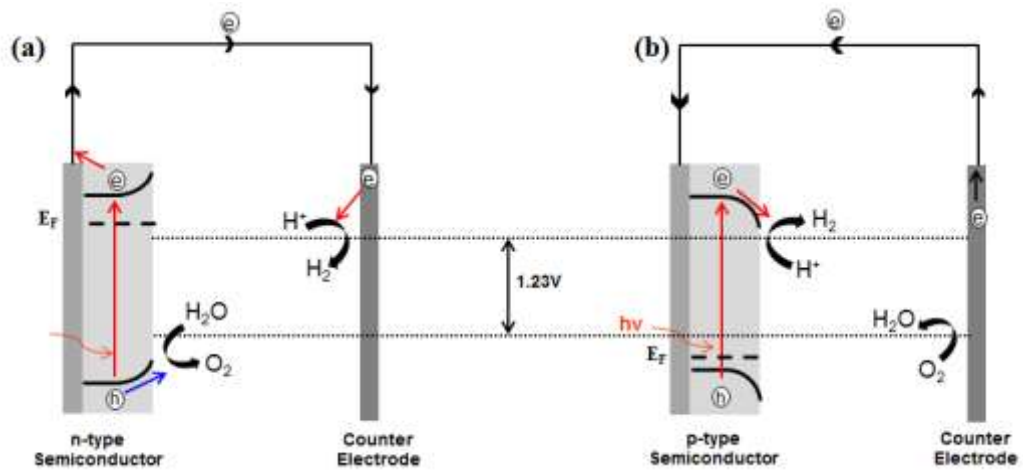 (a)
e
e
E_F
e
H⁺
H₂
H₂O
O₂
h
n-type
Semiconductor
Counter
Electrode
1.23V
(b)
e
e
H₂
H⁺
e
hν
E_F
H₂O
O₂
h
p-type
Semiconductor
Counter
Electrode